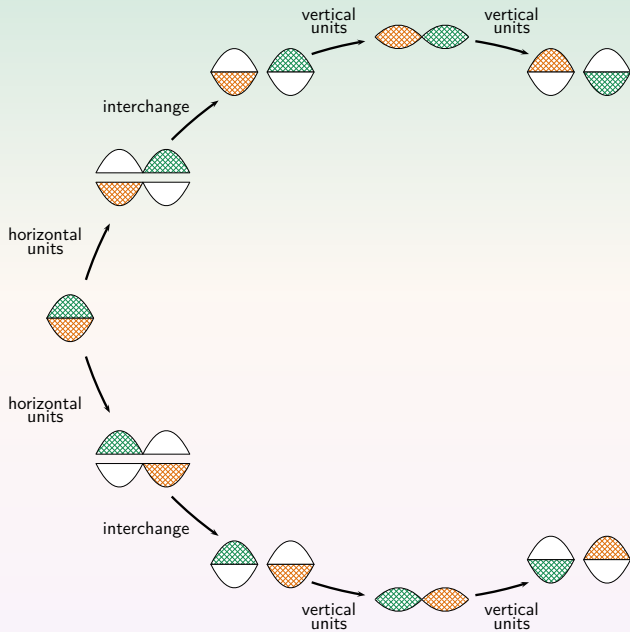 vertical
units
vertical
units
interchange
horizontal
units
horizontal
units
interchange
vertical
units
vertical
units